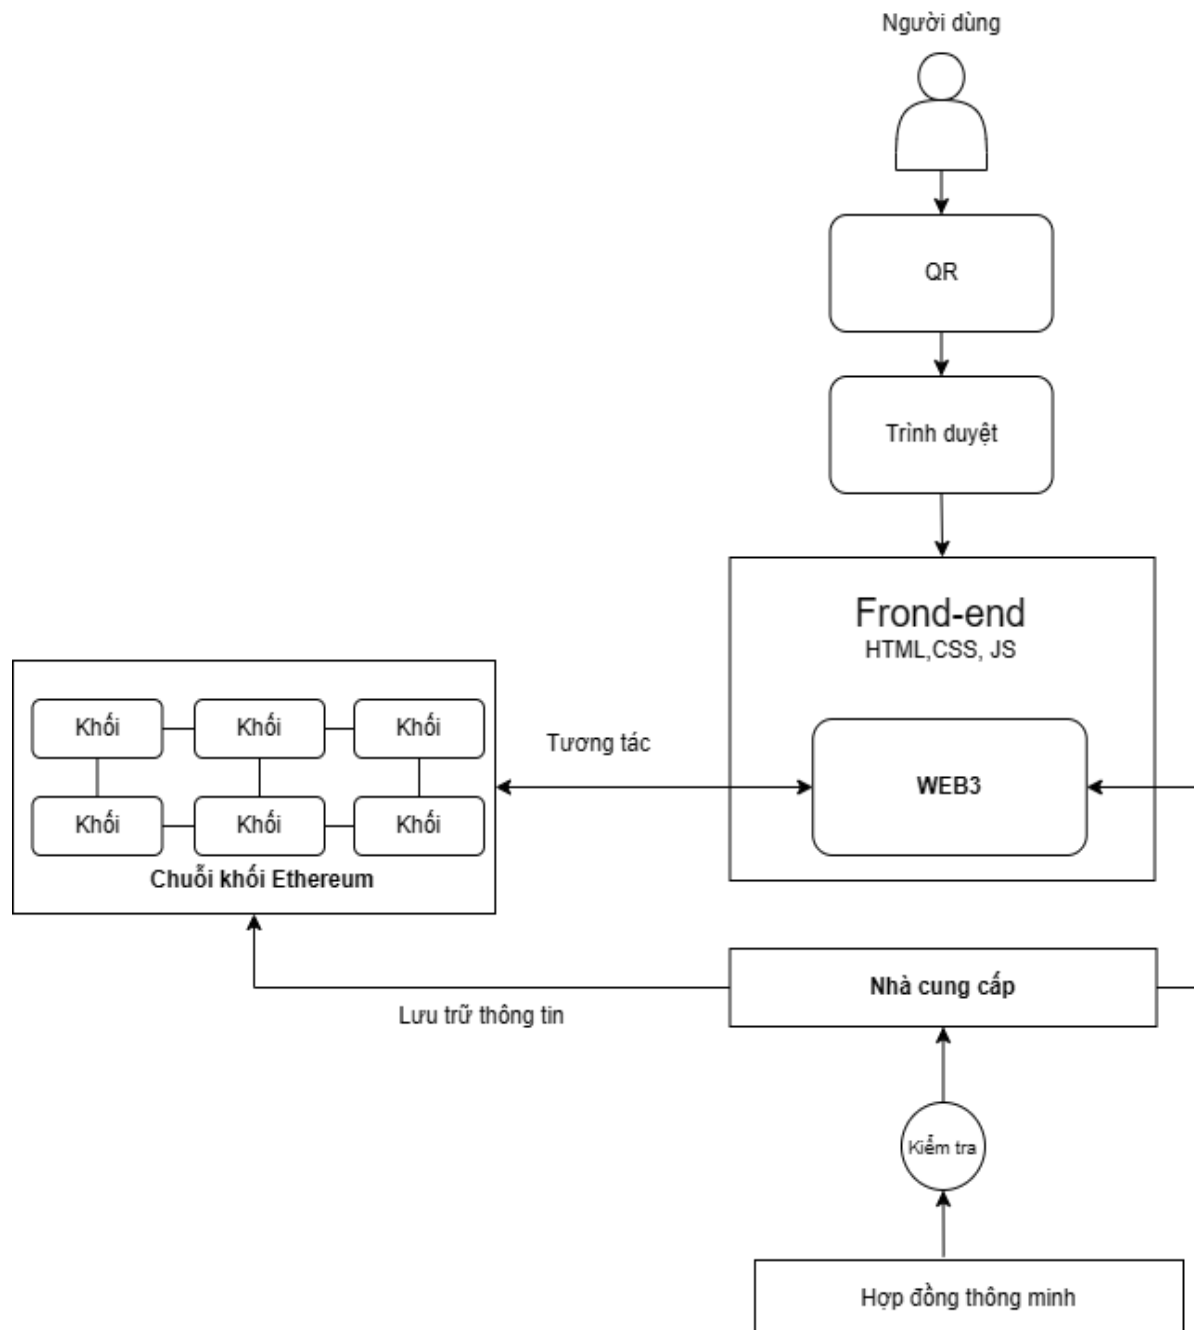 Người dùng
QR
Trình duyệt
Frond-end
HTML,CSS, JS
WEB3
Tương tác
Khối
Khối
Khối
Khối
Khối
Khối
Chuỗi khối Ethereum
Nhà cung cấp
Lưu trữ thông tin
Kiểm tra
Hợp đồng thông minh